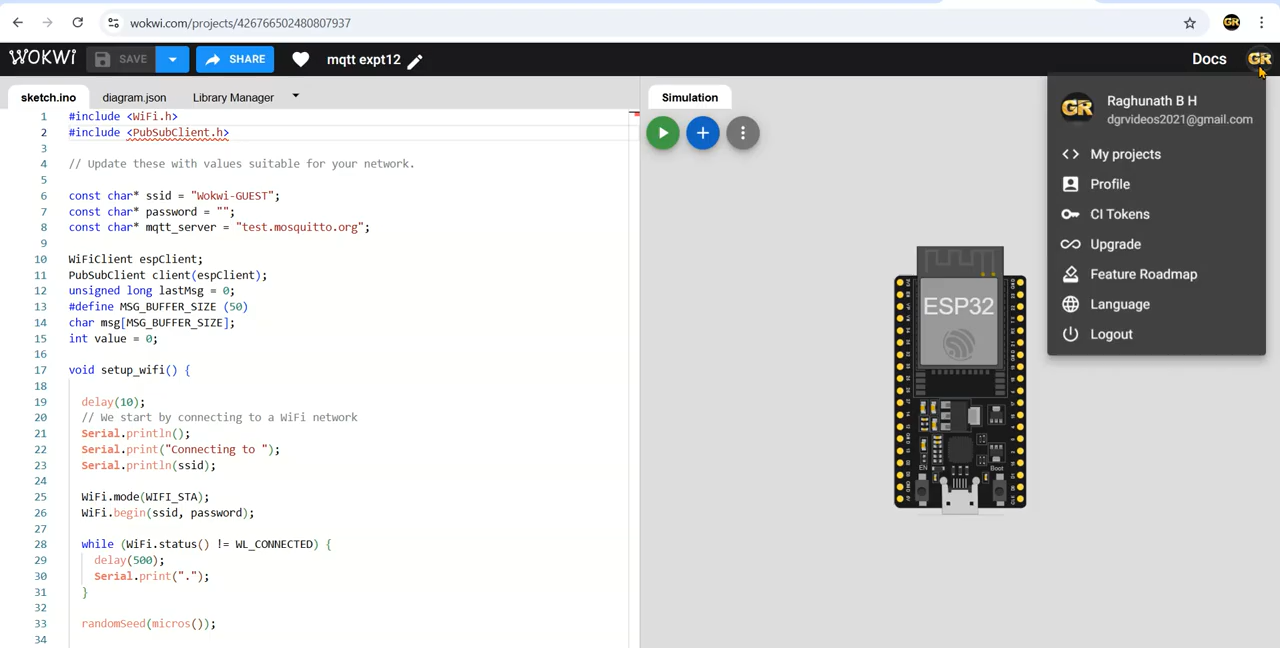 wokwi.com/projects/426766502480807937
GR
WOKWi
SAVE
SHARE
mqtt expt12
Docs
GR
sketch.ino
diagram.json
Library Manager
Simulation
GR
Raghunath B H
dgrvideos2021@gmail.com
<> My projects
Profile
CI Tokens
Upgrade
Feature Roadmap
Language
Logout
1 #include <WiFi.h>
2 #include <PubSubClient.h>
3
4 // Update these with values suitable for your network.
5
6 const char* ssid = "Wokwi-GUEST";
7 const char* password = "";
8 const char* mqtt_server = "test.mosquitto.org";
9
10 WiFiClient espClient;
11 PubSubClient client(espClient);
12 unsigned long lastMsg = 0;
13 #define MSG_BUFFER_SIZE (50)
14 char msg[MSG_BUFFER_SIZE];
15 int value = 0;
16
17 void setup_wifi() {
18
19 delay(10);
20 // We start by connecting to a WiFi network
21 Serial.println();
22 Serial.print("Connecting to ");
23 Serial.println(ssid);
24
25 WiFi.mode(WIFI_STA);
26 WiFi.begin(ssid, password);
27
28 while (WiFi.status() != WL_CONNECTED) {
29 delay(500);
30 Serial.print(".");
31 }
32
33 randomSeed(micros());
34
ESP32
EN
Boot